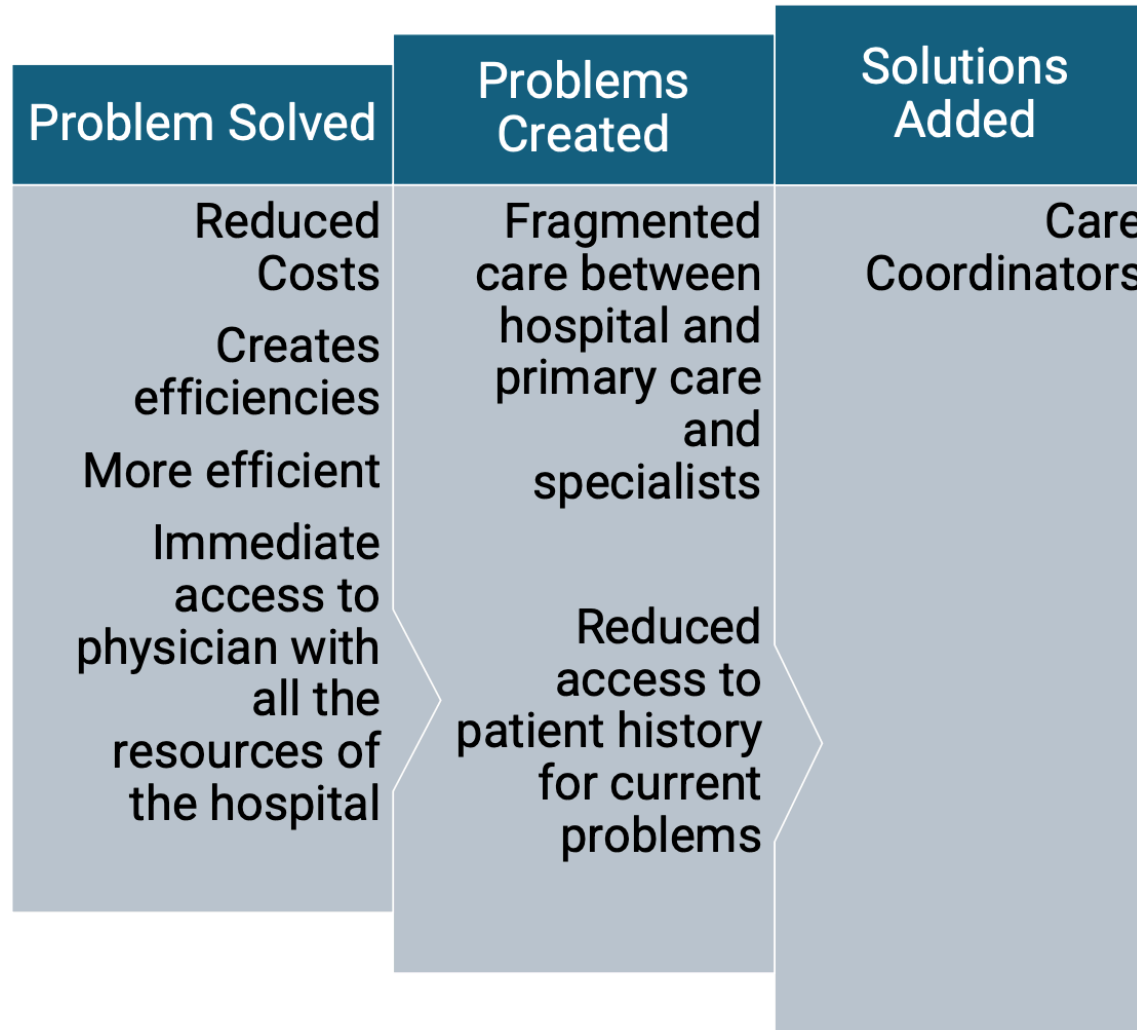 Problem Solved
Reduced
Costs
Creates
efficiencies
More efficient
Immediate
access to
physician with
all the
resources of
the hospital
Problems
Created
Fragmented
care between
hospital and
primary care
and
specialists
Reduced
access to
patient history
for current
problems
Solutions
Added
Care
Coordinators